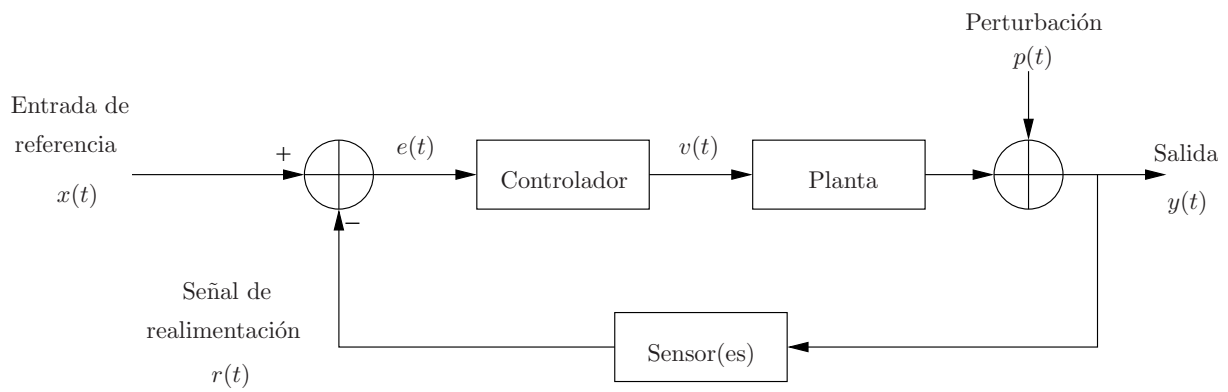 Perturbación
p(t)
Entrada de
referencia
x(t)
+
−
e(t)
Controlador
v(t)
Planta
Salida
y(t)
Señal de
realimentación
r(t)
Sensor(es)